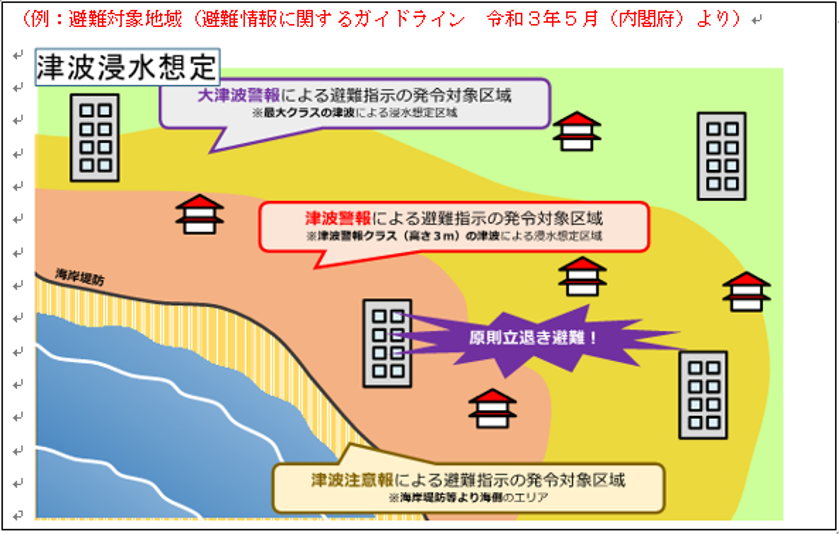 (例：避難対象地域（避難情報に関するガイドライン　令和３年５月（内閣府）より）
津波浸水想定
大津波警報による避難指示の発令対象区域
※最大クラスの津波による浸水想定区域
津波警報による避難指示の発令対象区域
※津波警報クラス（高さ３ｍ）の津波による浸水想定区域
海岸堤防
原則立退き避難！
津波注意報による避難指示の発令対象区域
※海岸堤防等より海側のエリア